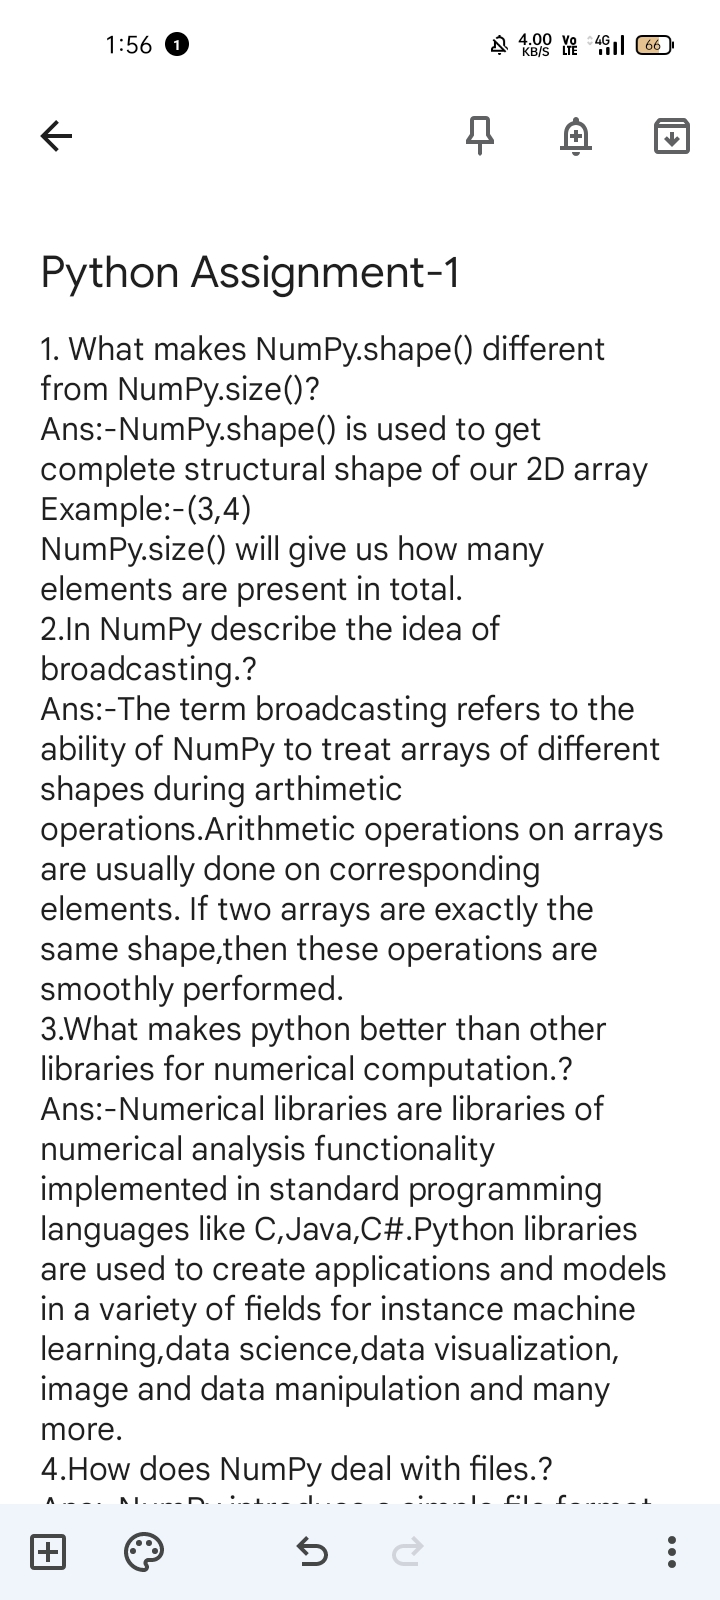 1:56 1 4.00 KB/S Vo LTE 4G 66
Python Assignment-1
1. What makes NumPy.shape() different
from NumPy.size()?
Ans:-NumPy.shape() is used to get
complete structural shape of our 2D array
Example:-(3,4)
NumPy.size() will give us how many
elements are present in total.
2.In NumPy describe the idea of
broadcasting.?
Ans:-The term broadcasting refers to the
ability of NumPy to treat arrays of different
shapes during arthimetic
operations.Arithmetic operations on arrays
are usually done on corresponding
elements. If two arrays are exactly the
same shape,then these operations are
smoothly performed.
3.What makes python better than other
libraries for numerical computation.?
Ans:-Numerical libraries are libraries of
numerical analysis functionality
implemented in standard programming
languages like C,Java,C#.Python libraries
are used to create applications and models
in a variety of fields for instance machine
learning,data science,data visualization,
image and data manipulation and many
more.
4.How does NumPy deal with files.?
Ans:-NumPy introduce a simple file format